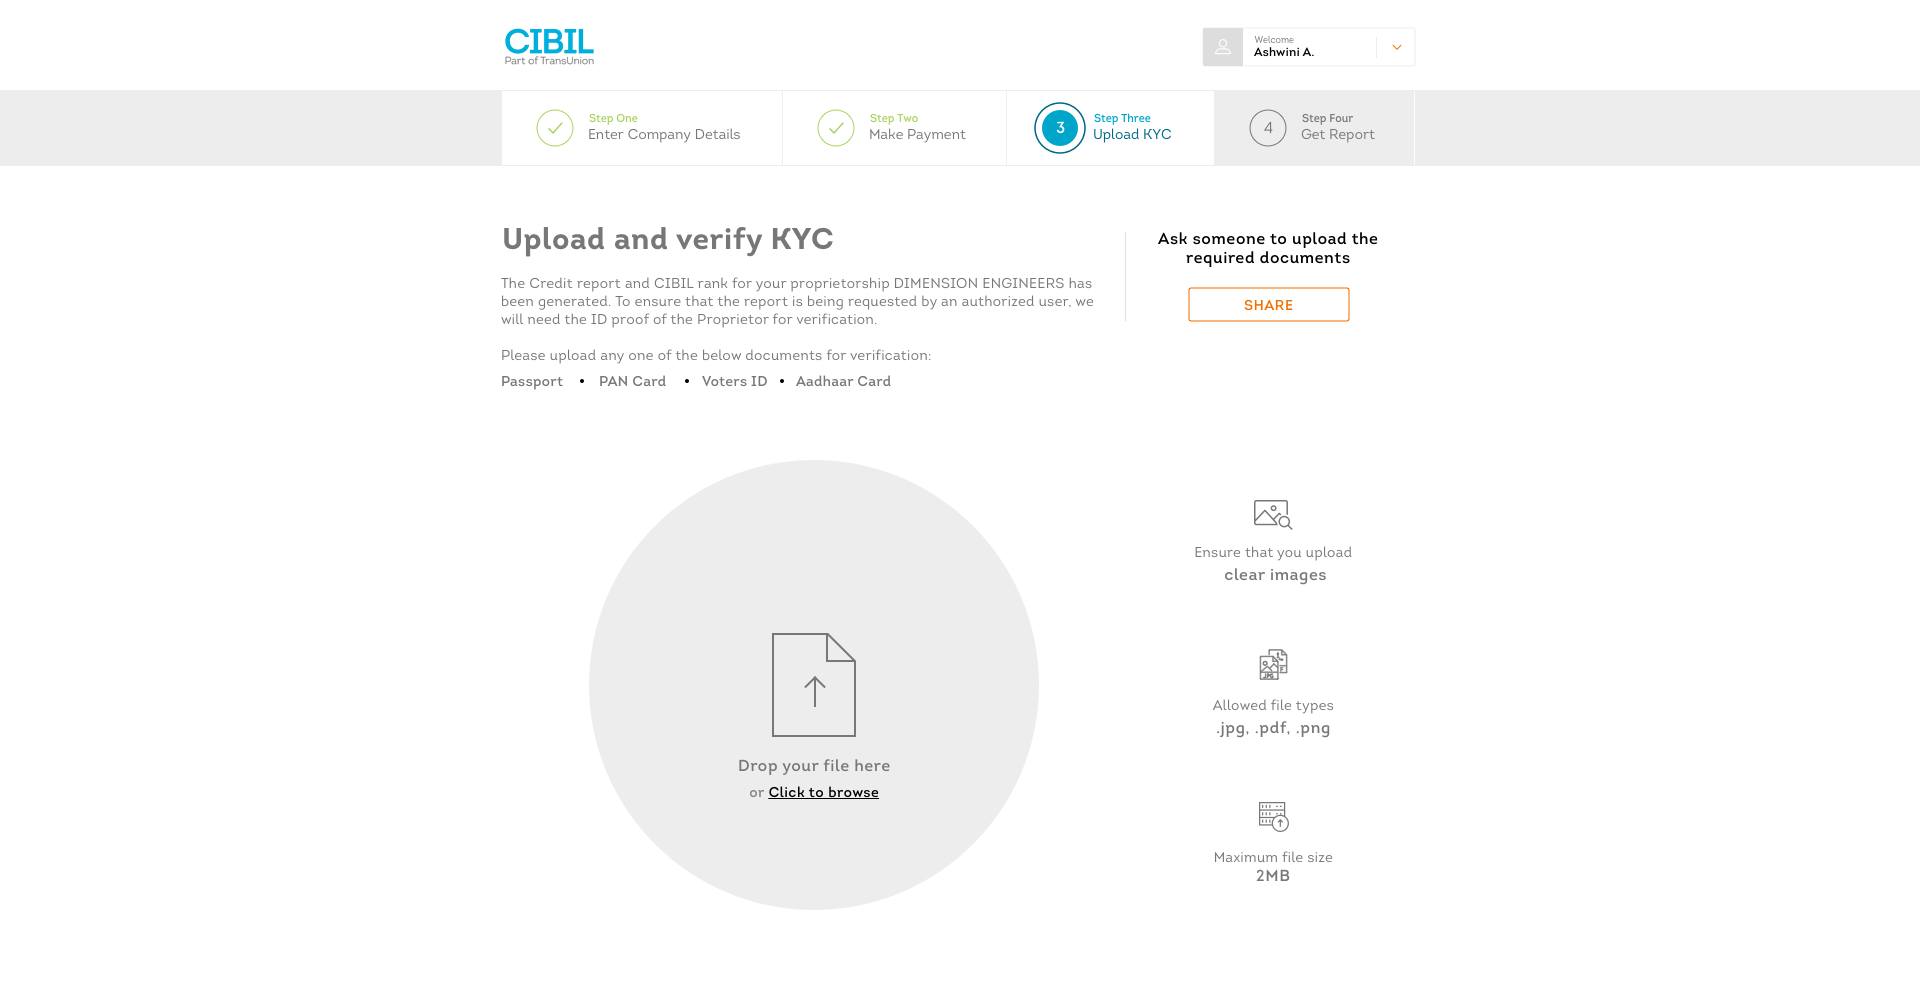 CIBIL
Part of TransUnion
Welcome
Ashwini A.
Step One
Enter Company Details
Step Two
Make Payment
3
Step Three
Upload KYC
4
Step Four
Get Report
Upload and verify KYC
The Credit report and CIBIL rank for your proprietorship DIMENSION ENGINEERS has
been generated. To ensure that the report is being requested by an authorized user, we
will need the ID proof of the Proprietor for verification.
Please upload any one of the below documents for verification:
Passport • PAN Card • Voters ID • Aadhaar Card
Ask someone to upload the
required documents
SHARE
Drop your file here
or Click to browse
Ensure that you upload
clear images
JPG
Allowed file types
.jpg, .pdf, .png
Maximum file size
2MB